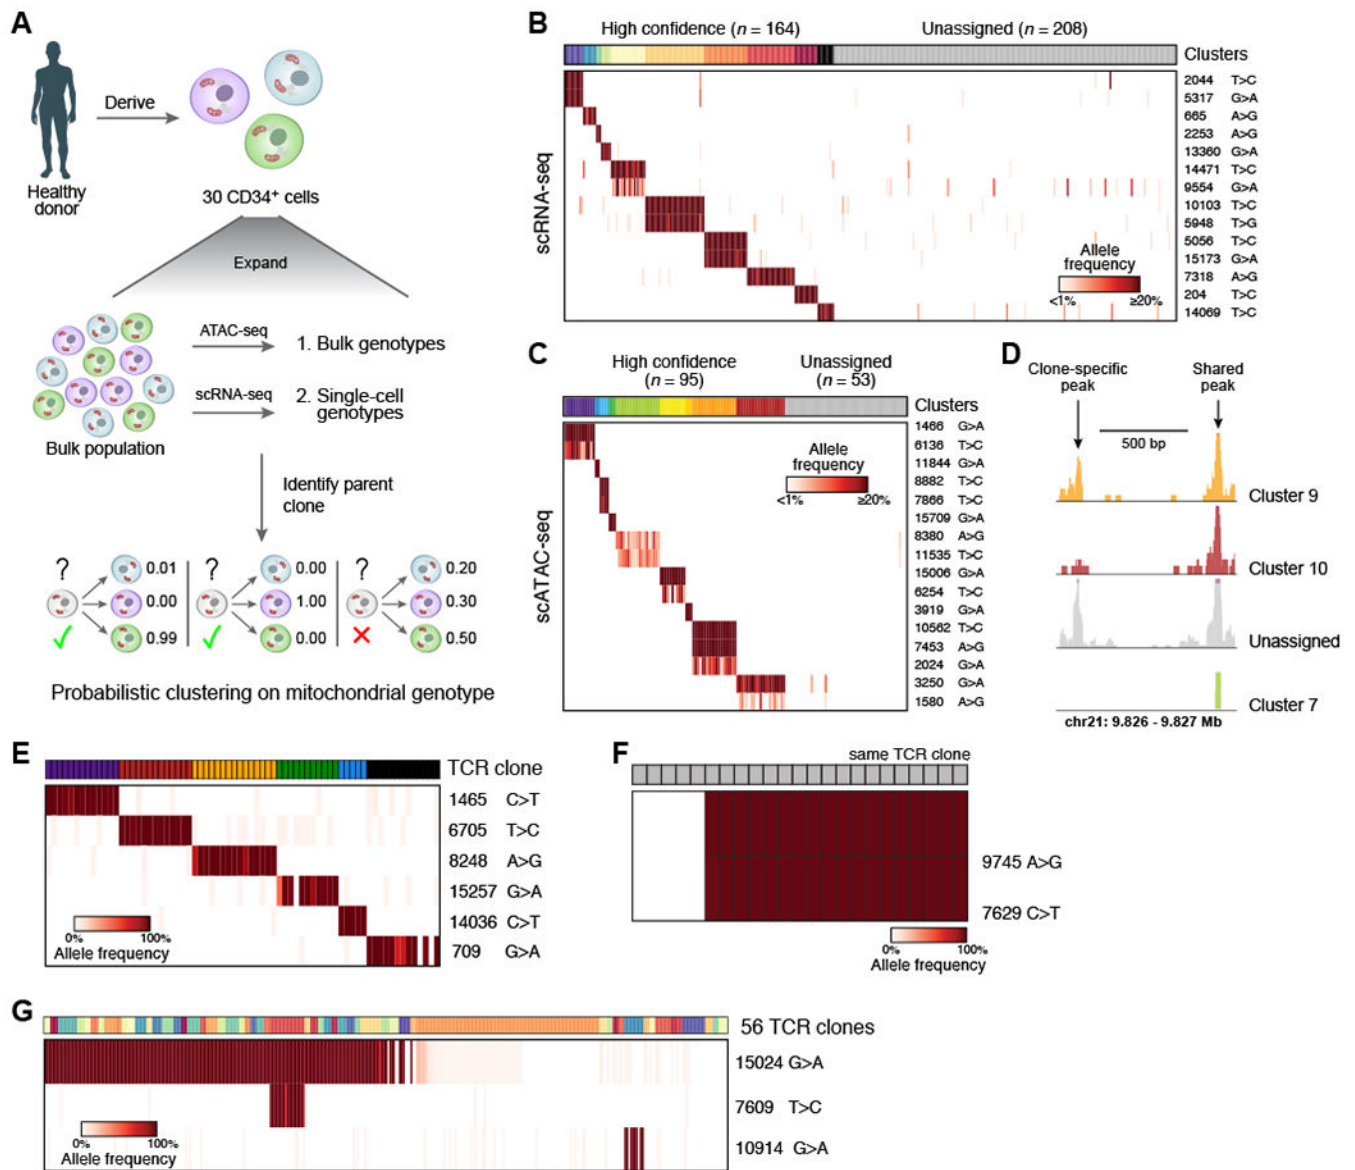 A
Healthy
donor
Derive
30 CD34+ cells
Expand
ATAC-seq
1. Bulk genotypes
scRNA-seq
2. Single-cell
genotypes
Bulk population
Identify parent
clone
? ? ?
0.01 0.00 0.20
0.00 1.00 0.30
0.99 0.00 0.50
Probabilistic clustering on mitochondrial genotype
B
High confidence (n = 164) Unassigned (n = 208)
Clusters
scRNA-seq
2044 T>C
5317 G>A
665 A>G
2253 A>G
13360 G>A
14471 T>C
9554 G>A
10103 T>C
5948 T>G
5056 T>C
15173 G>A
7318 A>G
204 T>C
14069 T>C
Allele
frequency
<1% ≥20%
C
High confidence
(n = 95)
Unassigned
(n = 53)
Clusters
scATAC-seq
1466 G>A
6136 T>C
11844 G>A
8882 T>C
7866 T>C
15709 G>A
8380 A>G
11535 T>C
15006 G>A
6254 T>C
3919 G>A
10562 T>C
7453 A>G
2024 G>A
3250 G>A
1580 A>G
Allele
frequency
<1% ≥20%
D
Clone-specific
peak
Shared
peak
500 bp
Cluster 9
Cluster 10
Unassigned
Cluster 7
chr21: 9.826 - 9.827 Mb
E
TCR clone
1465 C>T
6705 T>C
8248 A>G
15257 G>A
14036 C>T
709 G>A
0% 100%
Allele frequency
F
same TCR clone
9745 A>G
7629 C>T
0% 100%
Allele frequency
G
56 TCR clones
15024 G>A
7609 T>C
10914 G>A
0% 100%
Allele frequency